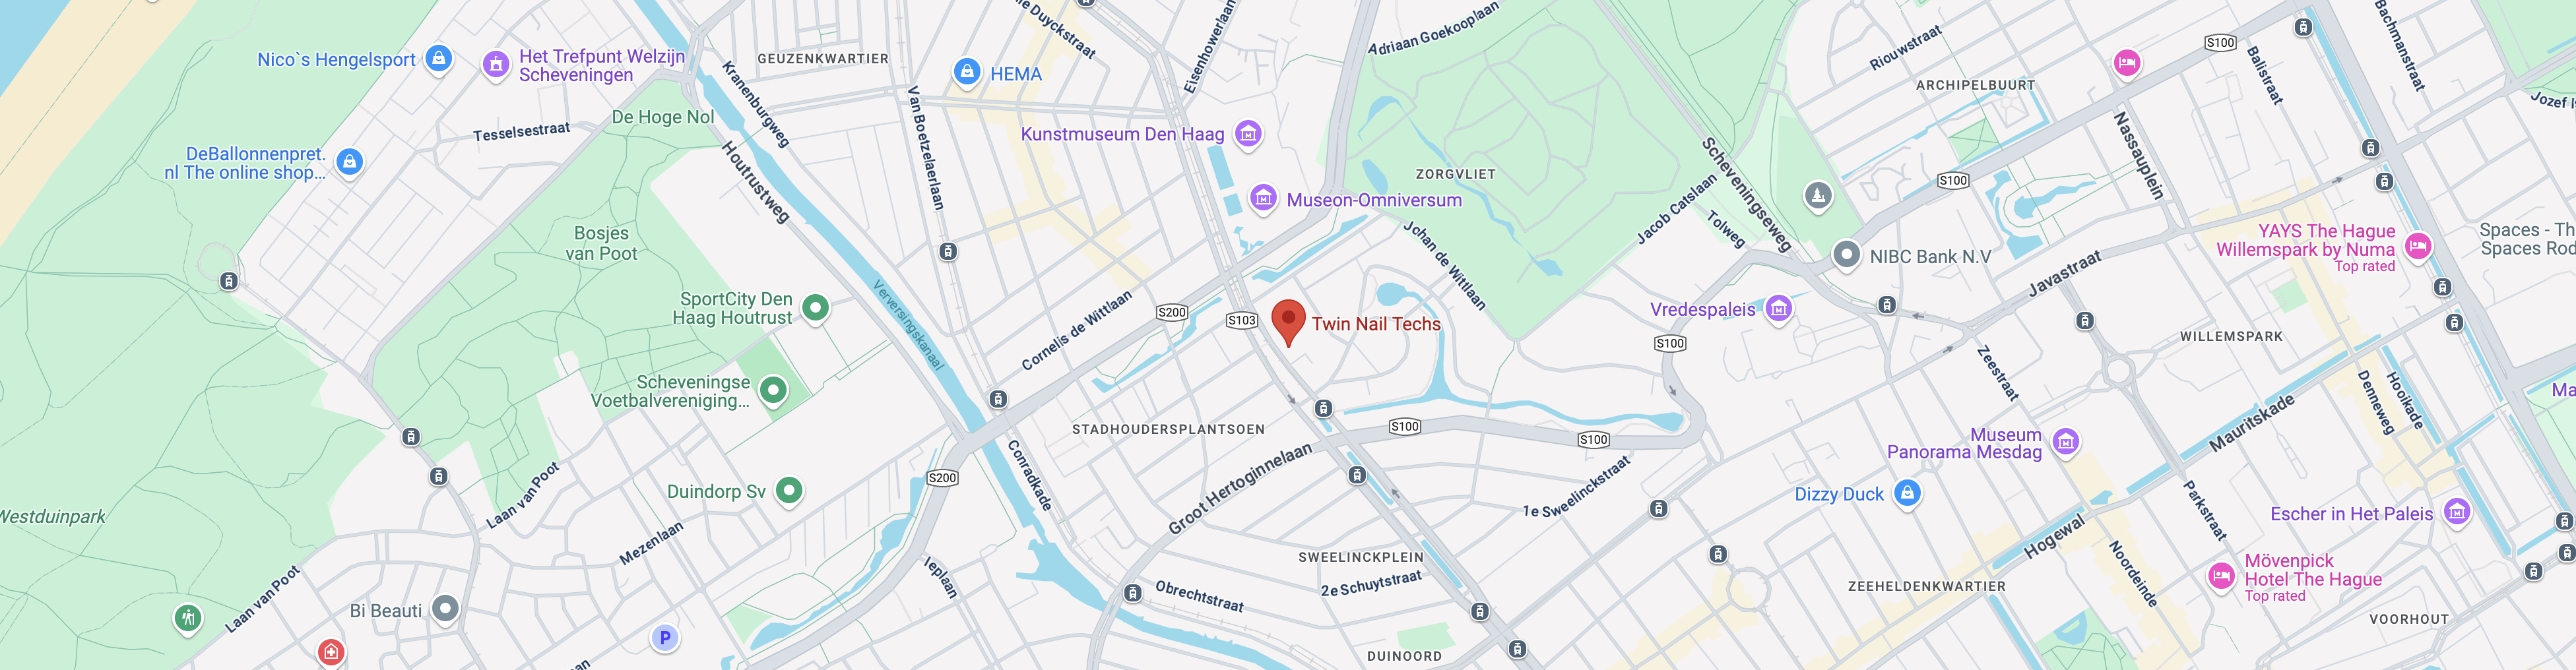 Nico`s Hengelsport
Het Trefpunt Welzijn
Scheveningen
GEUZENKWARTIER
HEMA
Duyckstraat
Eisenhowerlaan
Adriaan Goekooplaan
Riouwstraat
S100
Balistraat
Bachmanstraat
ARCHIPELBUURT
De Hoge Nol
Kranenburgweg
Van Boetzelaerlaan
Tesselsestraat
Kunstmuseum Den Haag
DeBallonnenpret.
nl The online shop...
Houtrustweg
ZORGVLIET
Scheveningseweg
Nassauplein
S100
Museon-Omniversum
Jacob Catslaan
Tolweg
Bosjes
van Poot
Johan de Wittlaan
NIBC Bank N.V
Javastraat
YAYS The Hague
Willemspark by Numa
Top rated
Spaces - Th
Spaces Rod
SportCity Den
Haag Houtrust
Verversingskanaal
Cornelis de Wittlaan
S200
S103
Twin Nail Techs
Vredespaleis
S100
Zeestraat
WILLEMSPARK
Scheveningse
Voetbalvereniging...
STADHOUDERSPLANTSOEN
S100
S100
Museum
Panorama Mesdag
Mauritskade
Denneweg
Hooikade
Ma
Conradkade
Groot Hertoginnelaan
S200
Duindorp Sv
Laan van Poot
1e Sweelinckstraat
Dizzy Duck
Parkstraat
Escher in Het Paleis
Westduinpark
Mezenlaan
SWEELINCKPLEIN
Hogewal
Noordeinde
Mövenpick
Hotel The Hague
Top rated
Ieplaan
Obrechtstraat
2e Schuytstraat
ZEEHELDENKWARTIER
Laan van Poot
Bi Beauti
P
VOORHOUT
DUINOORD